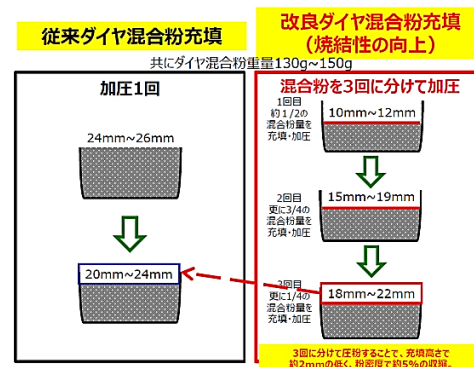 従来ダイヤ混合粉充填
改良ダイヤ混合粉充填
（焼結性の向上）
共にダイヤ混合粉重量130g~150g
加圧1回
24mm~26mm
20mm~24mm
混合粉を3回に分けて加圧
1回目
約1/2の
混合粉量を
充填・加圧
10mm~12mm
2回目
更に3/4の
混合粉量を
充填・加圧
15mm~19mm
更に1/4の
混合粉量を
充填・加圧
18mm~22mm
3回に分けて圧粉することで、充填高さで
約2mmの低く、粉密度で約5%の収縮。